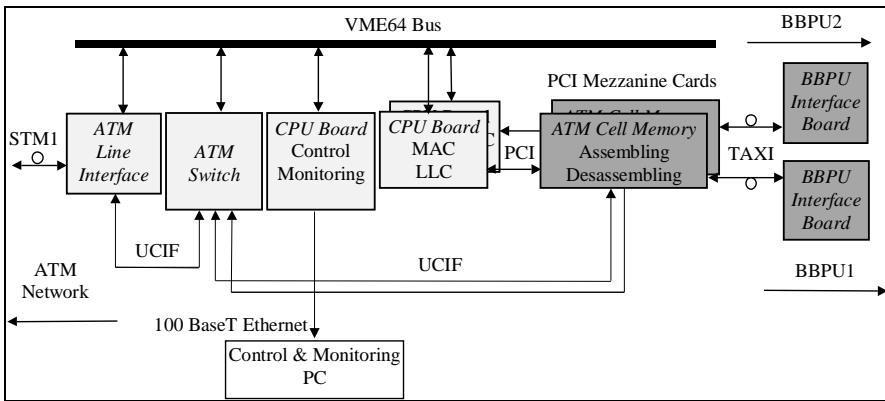 VME64 Bus
BBPU2
PCI Mezzanine Cards
BBPU
Interface
Board
STM1
ATM
Line
Interface
ATM
Switch
CPU Board
Control
Monitoring
CPU Board
MAC
LLC
PCI
ATM Cell Memory
Assembling
Desassembling
TAXI
BBPU
Interface
Board
UCIF
UCIF
ATM
Network
BBPU1
100 BaseT Ethernet
Control & Monitoring
PC